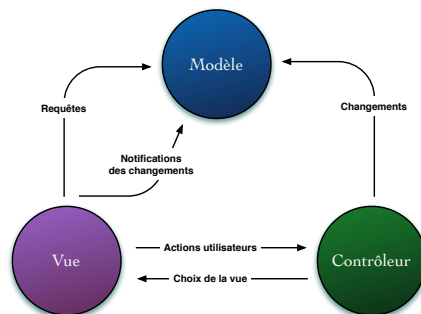 Modèle
Requêtes
Changements
Notifications
des changements
Vue
Actions utilisateurs
Choix de la vue
Contrôleur